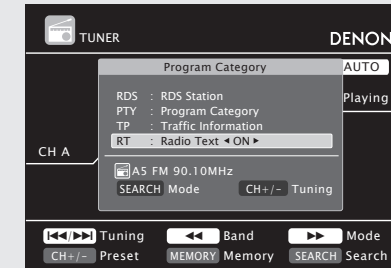 TUNER
DENON
Program Category
AUTO
Playing
RDS : RDS Station
PTY : Program Category
TP : Traffic Information
RT : Radio Text ◄ ON ►
CH A
A5 FM 90.10MHz
SEARCH Mode CH+/- Tuning
⏮/⏭ Tuning ◄◄ Band ►► Mode
CH+/- Preset MEMORY Memory SEARCH Search